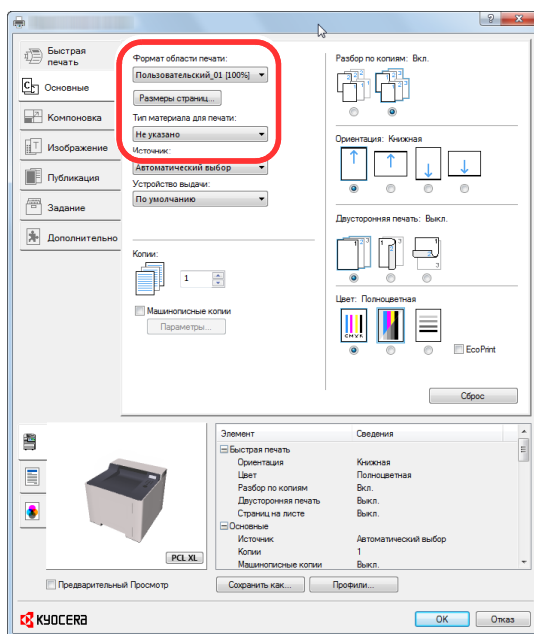 Быстрая
печать
Основные
Компоновка
Изображение
Публикация
Задание
Дополнительно
Формат области печати:
Пользовательский_01 [100%]
Размеры страниц...
Тип материала для печати:
Не указано
Источник:
Автоматический выбор
Устройство выдачи:
По умолчанию
Копии:
1
Машинописные копии
Параметры...
Разбор по копиям: Вкл.
Ориентация: Книжная
Двусторонняя печать: Выкл.
Цвет: Полноцветная
CMYK
EcoPrint
Сброс
PCL XL
Предварительный Просмотр
Элемент Сведения
Быстрая печать
Ориентация Книжная
Цвет Полноцветная
Разбор по копиям Вкл.
Двусторонняя печать Выкл.
Страниц на листе Выкл.
Основные
Источник Автоматический выбор
Копии 1
Машинописные копии Выкл.
Сохранить как... Профили...
KYOCERA
OK Отказ